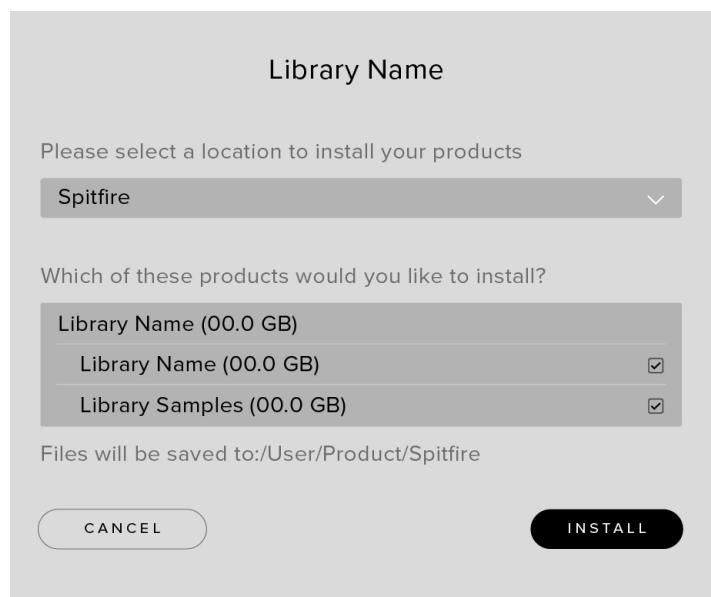 Library Name
Please select a location to install your products
Spitfire
Which of these products would you like to install?
Library Name (00.0 GB)
Library Name (00.0 GB)
Library Samples (00.0 GB)
Files will be saved to:/User/Product/Spitfire
CANCEL
INSTALL